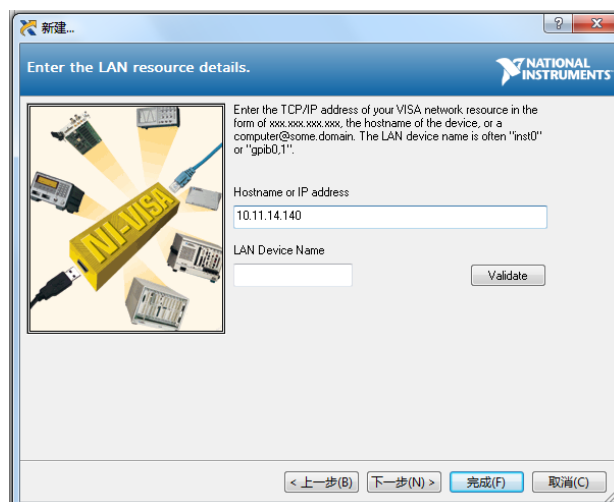 新建...
Enter the LAN resource details.
NATIONAL
INSTRUMENTS
Enter the TCP/IP address of your VISA network resource in the
form of xxx.xxx.xxx.xxx, the hostname of the device, or a
computer@some.domain. The LAN device name is often "inst0"
or "gpib0,1".
NI-VISA
Hostname or IP address
10.11.14.140
LAN Device Name
Validate
< 上一步(B)
下一步(N) >
完成(F)
取消(C)